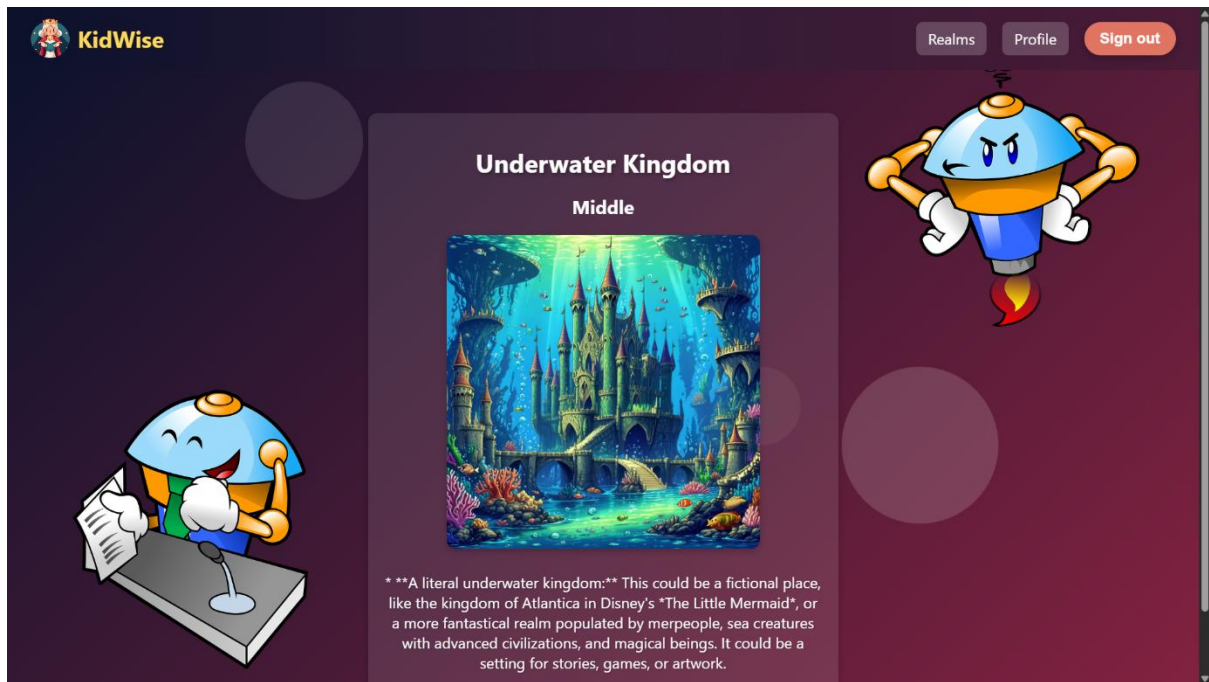 KidWise
Realms
Profile
Sign out
Underwater Kingdom
Middle
* **A literal underwater kingdom:** This could be a fictional place,
like the kingdom of Atlantica in Disney's *The Little Mermaid*, or
a more fantastical realm populated by merpeople, sea creatures
with advanced civilizations, and magical beings. It could be a
setting for stories, games, or artwork.